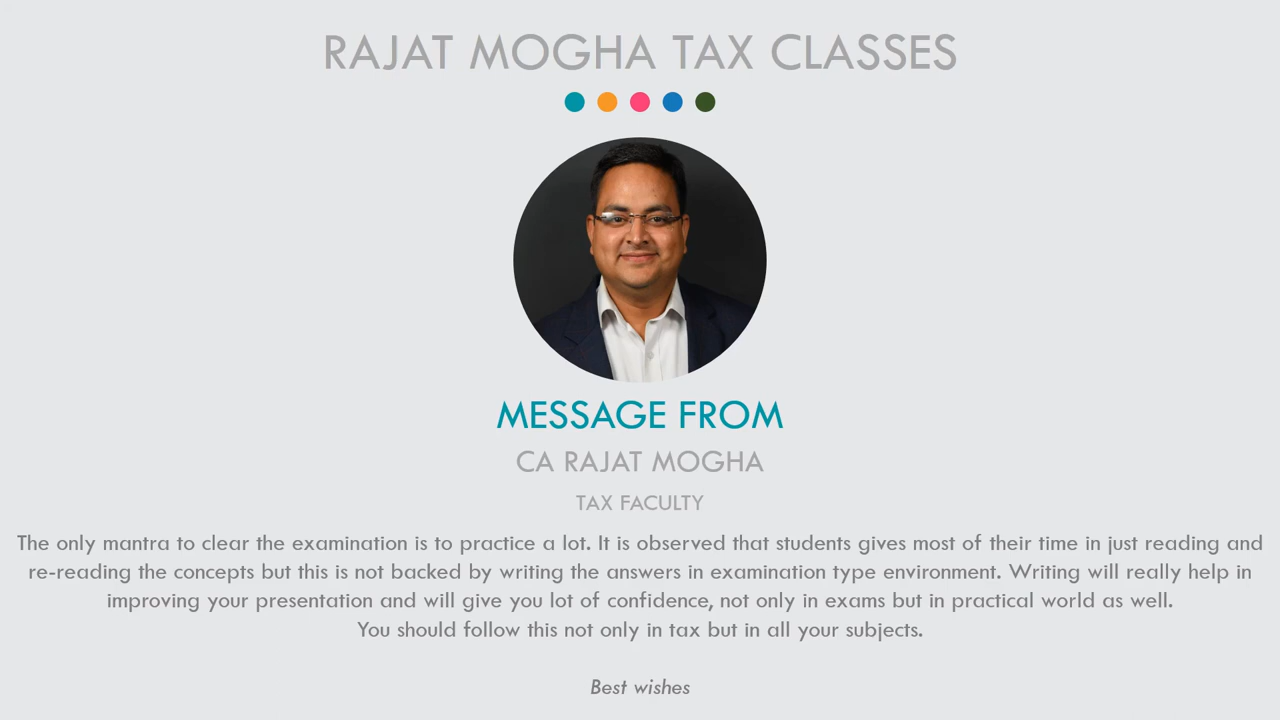 RAJAT MOGHA TAX CLASSES
MESSAGE FROM
CA RAJAT MOGHA
TAX FACULTY
The only mantra to clear the examination is to practice a lot. It is observed that students gives most of their time in just reading and
re-reading the concepts but this is not backed by writing the answers in examination type environment. Writing will really help in
improving your presentation and will give you lot of confidence, not only in exams but in practical world as well.
You should follow this not only in tax but in all your subjects.
Best wishes